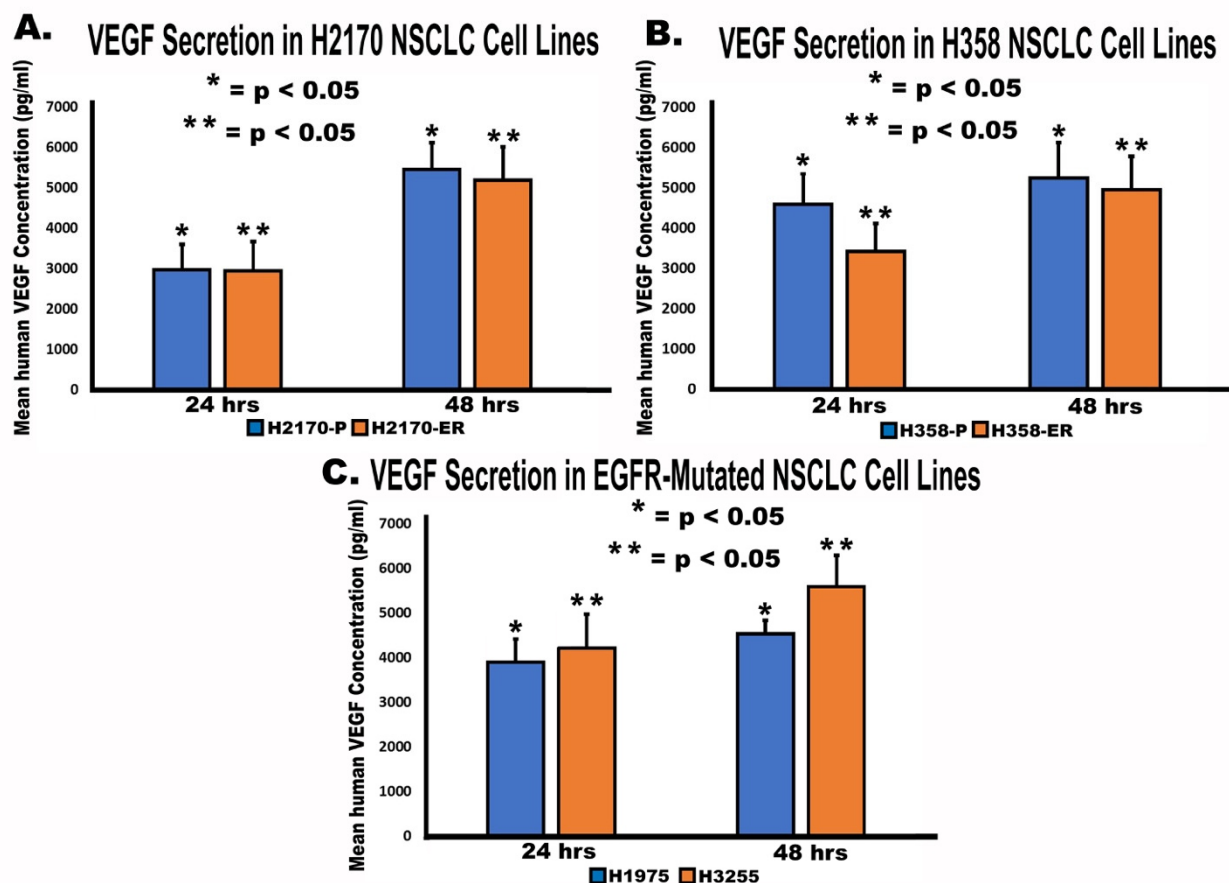 A. VEGF Secretion in H2170 NSCLC Cell Lines
Mean human VEGF Concentration (pg/ml)
* = p < 0.05
** = p < 0.05
7000
6000
5000
4000
3000
2000
1000
0
* ** * **
24 hrs 48 hrs
H2170-P H2170-ER
B. VEGF Secretion in H358 NSCLC Cell Lines
Mean human VEGF Concentration (pg/ml)
* = p < 0.05
** = p < 0.05
7000
6000
5000
4000
3000
2000
1000
0
* ** * **
24 hrs 48 hrs
H358-P H358-ER
C. VEGF Secretion in EGFR-Mutated NSCLC Cell Lines
Mean human VEGF Concentration (pg/ml)
* = p < 0.05
** = p < 0.05
7000
6000
5000
4000
3000
2000
1000
0
* ** * **
24 hrs 48 hrs
H1975 H3255